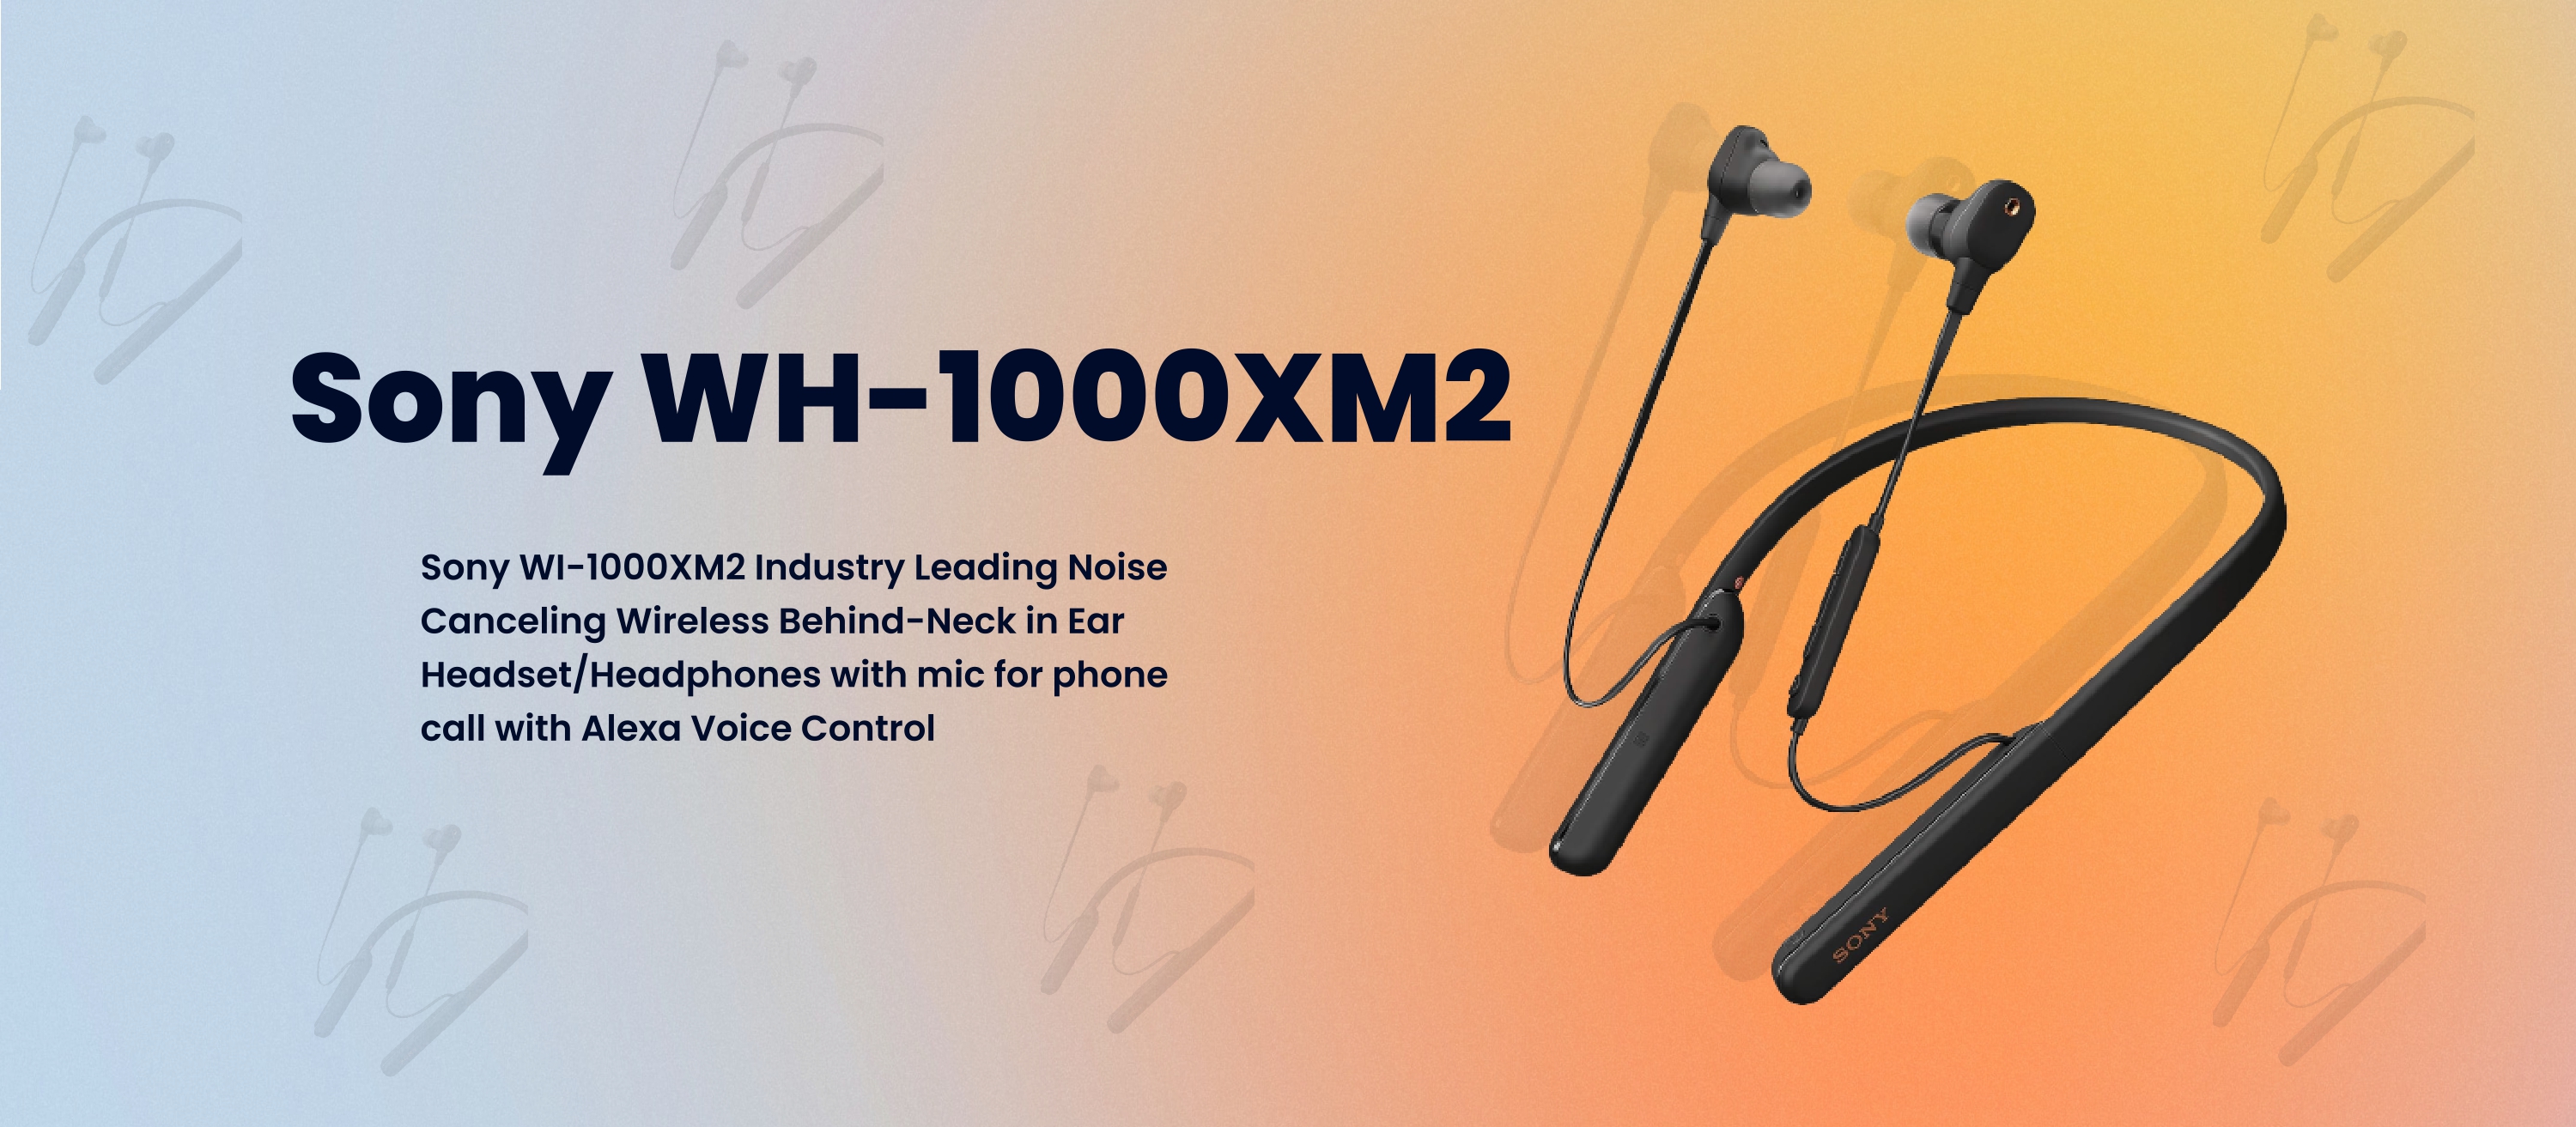 Sony WH-1000XM2
Sony WI-1000XM2 Industry Leading Noise
Canceling Wireless Behind-Neck in Ear
Headset/Headphones with mic for phone
call with Alexa Voice Control
SONY